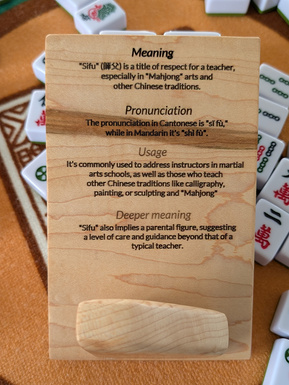 Meaning
"Sifu" (師父) is a title of respect for a teacher,
especially in "Mahjong" arts and
other Chinese traditions.
Pronunciation
The pronunciation in Cantonese is "sī fú,"
while in Mandarin it's "shī fù".
Usage
It's commonly used to address instructors in martial
arts schools, as well as those who teach
other Chinese traditions like calligraphy,
painting, or sculpting and "Mahjong"
Deeper meaning
"Sifu" also implies a parental figure, suggesting
a level of care and guidance beyond that of a
typical teacher.
二
萬